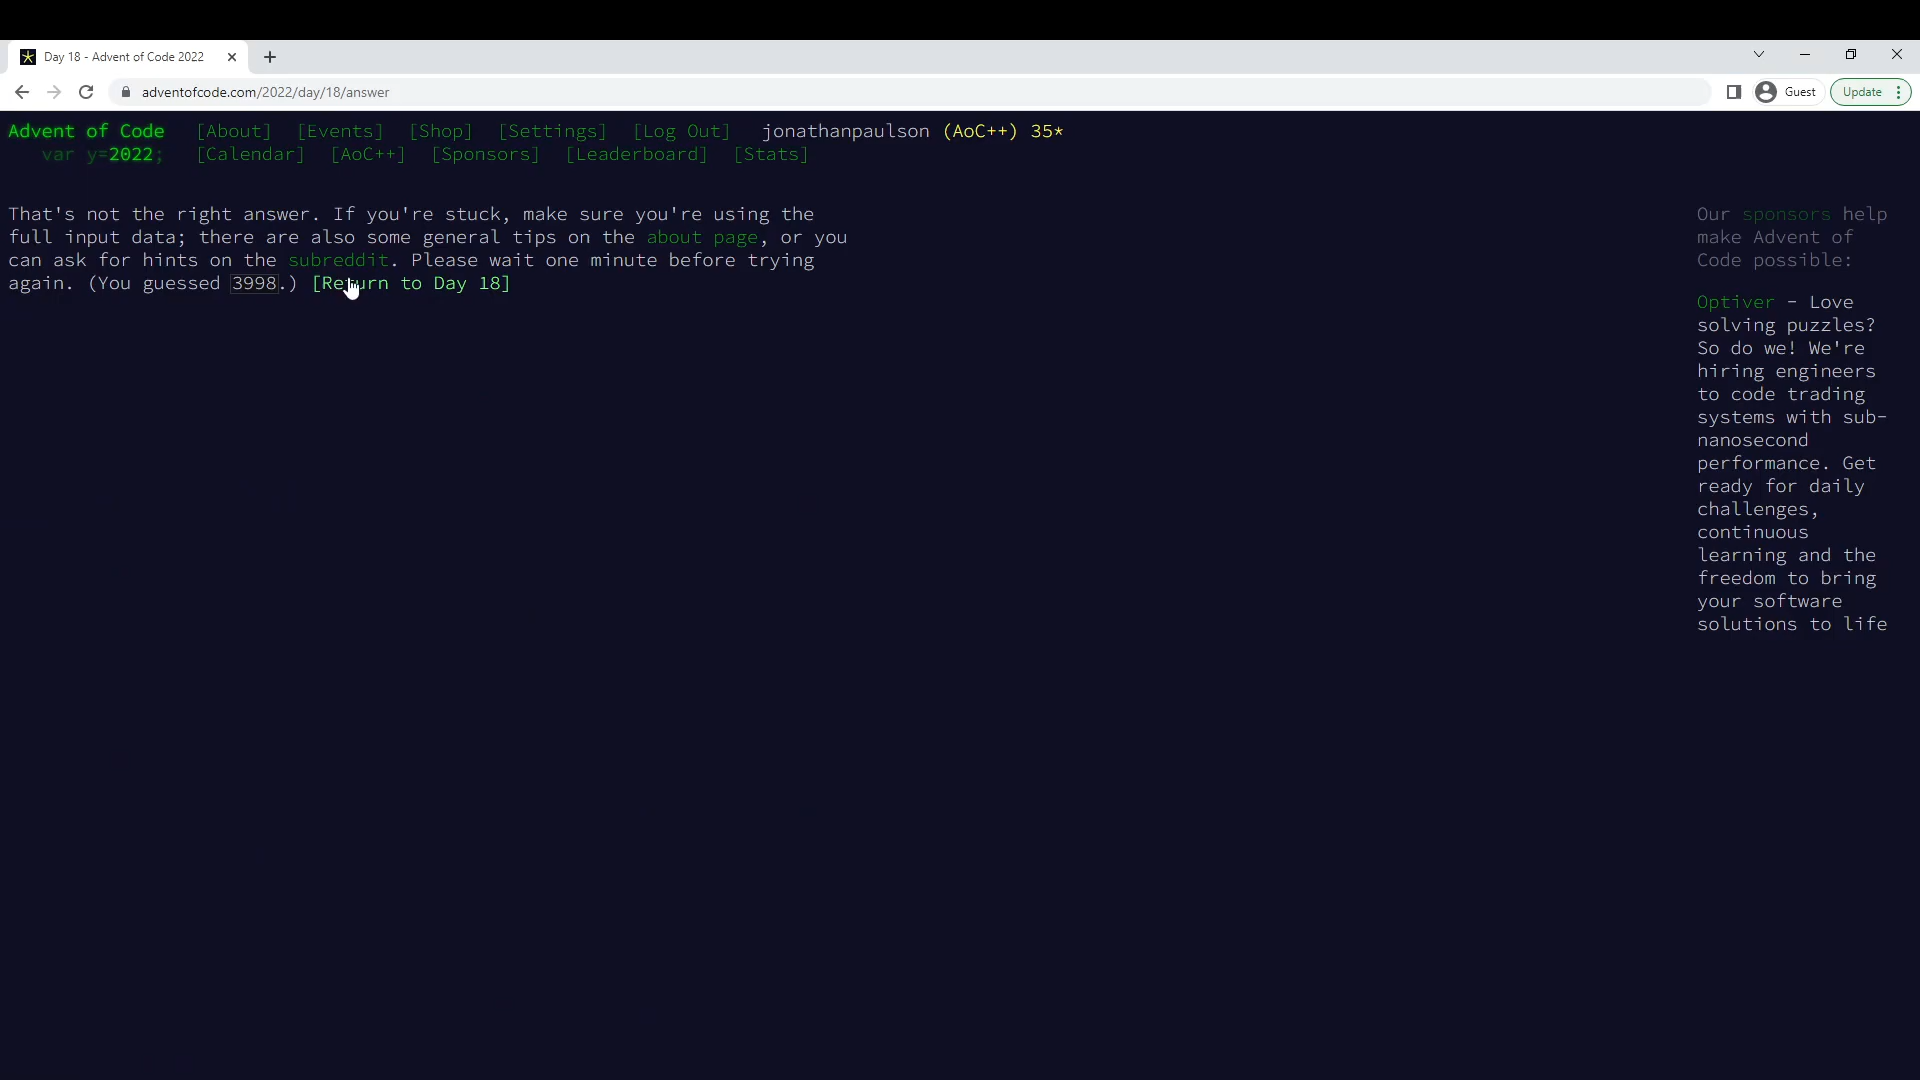 Day 18 - Advent of Code 2022
adventofcode.com/2022/day/18/answer
Guest
Update
Advent of Code [About] [Events] [Shop] [Settings] [Log Out] jonathanpaulson (AoC++) 35*
var y=2022; [Calendar] [AoC++] [Sponsors] [Leaderboard] [Stats]
That's not the right answer. If you're stuck, make sure you're using the
full input data; there are also some general tips on the about page, or you
can ask for hints on the subreddit. Please wait one minute before trying
again. (You guessed 3998.) [Return to Day 18]
Our sponsors help
make Advent of
Code possible:
Optiver - Love
solving puzzles?
So do we! We're
hiring engineers
to code trading
systems with sub-
nanosecond
performance. Get
ready for daily
challenges,
continuous
learning and the
freedom to bring
your software
solutions to life